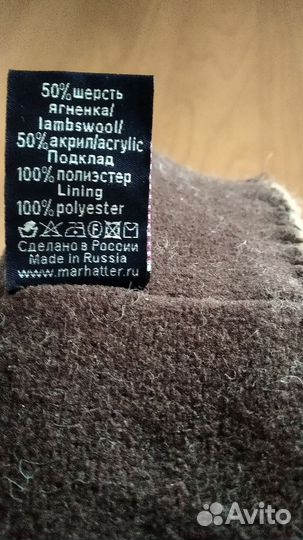 50% шерсть
ягненка/
lambswool/
50% акрил/acrylic
Подклад
100% полиэстер
Lining
100% polyester
Сделано в России
Made in Russia
www.marhatter.ru
Avito